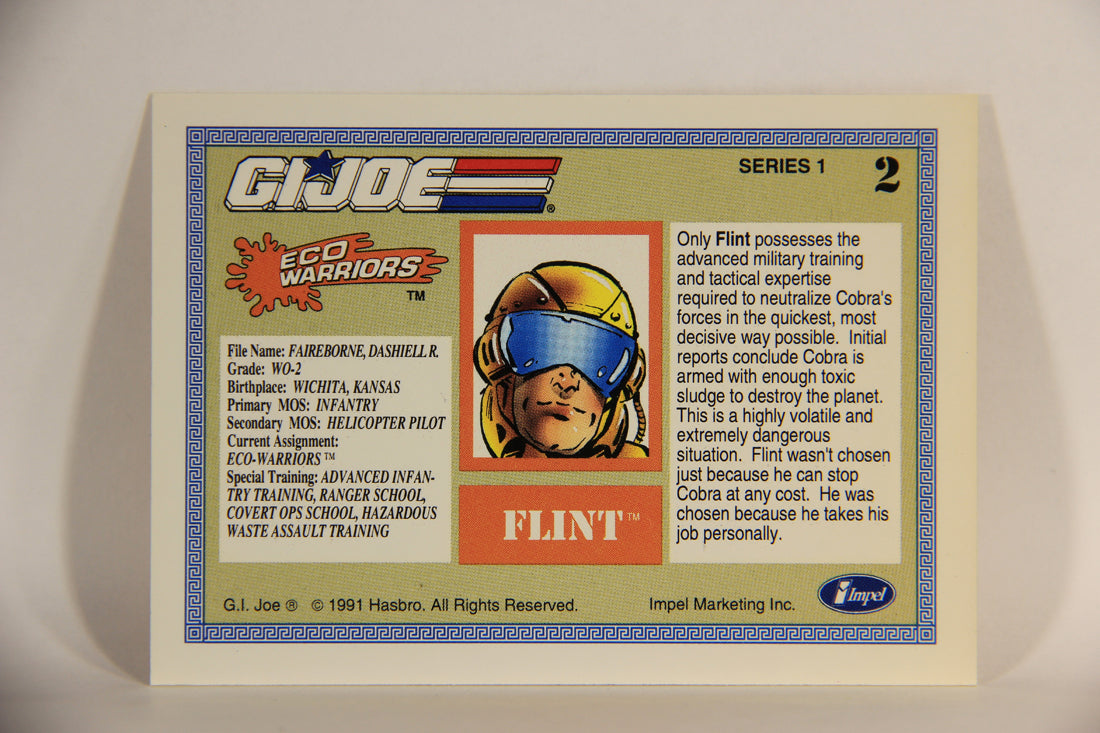 G.I.JOE ®
SERIES 1
2
ECO
WARRIORS
TM
File Name: FAIREBORNE, DASHIELL R.
Grade: WO-2
Birthplace: WICHITA, KANSAS
Primary MOS: INFANTRY
Secondary MOS: HELICOPTER PILOT
Current Assignment:
ECO-WARRIORS ™
Special Training: ADVANCED INFAN-
TRY TRAINING, RANGER SCHOOL,
COVERT OPS SCHOOL, HAZARDOUS
WASTE ASSAULT TRAINING
FLINT ™
Only Flint possesses the
advanced military training
and tactical expertise
required to neutralize Cobra's
forces in the quickest, most
decisive way possible. Initial
reports conclude Cobra is
armed with enough toxic
sludge to destroy the planet.
This is a highly volatile and
extremely dangerous
situation. Flint wasn't chosen
just because he can stop
Cobra at any cost. He was
chosen because he takes his
job personally.
G.I. Joe ® © 1991 Hasbro. All Rights Reserved.
Impel Marketing Inc.
Impel